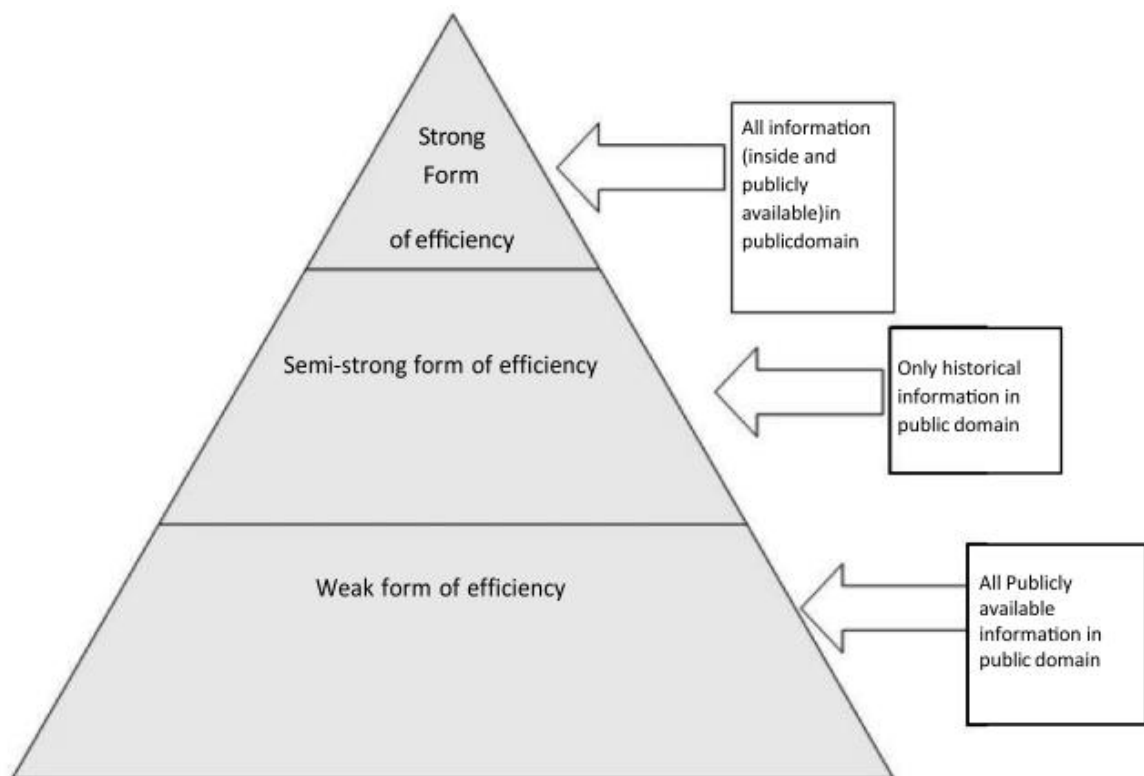 Strong
Form
of efficiency
All information
(inside and
publicly
available)in
publicdomain
Semi-strong form of efficiency
Only historical
information in
public domain
Weak form of efficiency
All Publicly
available
information in
public domain